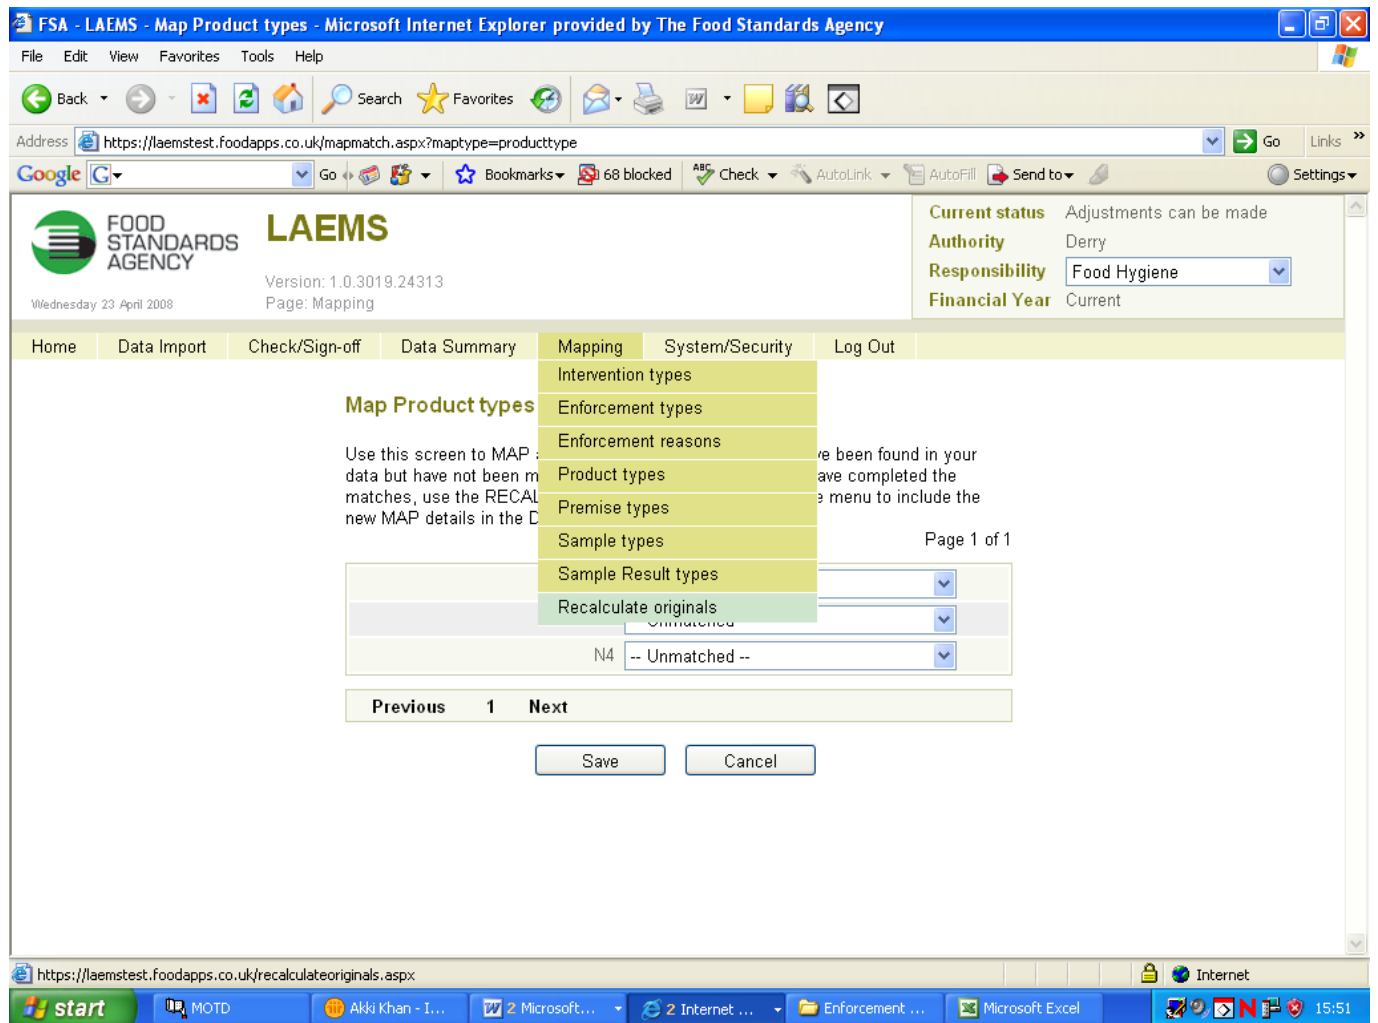 FSA - LAEMS - Map Product types - Microsoft Internet Explorer provided by The Food Standards Agency
File Edit View Favorites Tools Help
Back Search Favorites
Address https://laemstest.foodapps.co.uk/mapmatch.aspx?maptype=producttype Go Links »
Google G Go Bookmarks 68 blocked ABC Check AutoLink AutoFill Send to Settings
FOOD STANDARDS AGENCY
LAEMS
Version: 1.0.3019.24313
Wednesday 23 April 2008 Page: Mapping
Current status Adjustments can be made
Authority Derry
Responsibility Food Hygiene
Financial Year Current
Home Data Import Check/Sign-off Data Summary Mapping System/Security Log Out
Intervention types
Enforcement types
Enforcement reasons
Product types
Premise types
Sample types
Sample Result types
Recalculate originals
Map Product types
Use this screen to MAP been found in your
data but have not been ave completed the
matches, use the menu to include the
new MAP details in the
Page 1 of 1
N4 -- Unmatched --
Previous 1 Next
Save Cancel
https://laemstest.foodapps.co.uk/recalculateoriginals.aspx Internet
start MOTD Akki Khan - I... W 2 Microsoft... 2 Internet ... Enforcement ... Microsoft Excel N 15:51